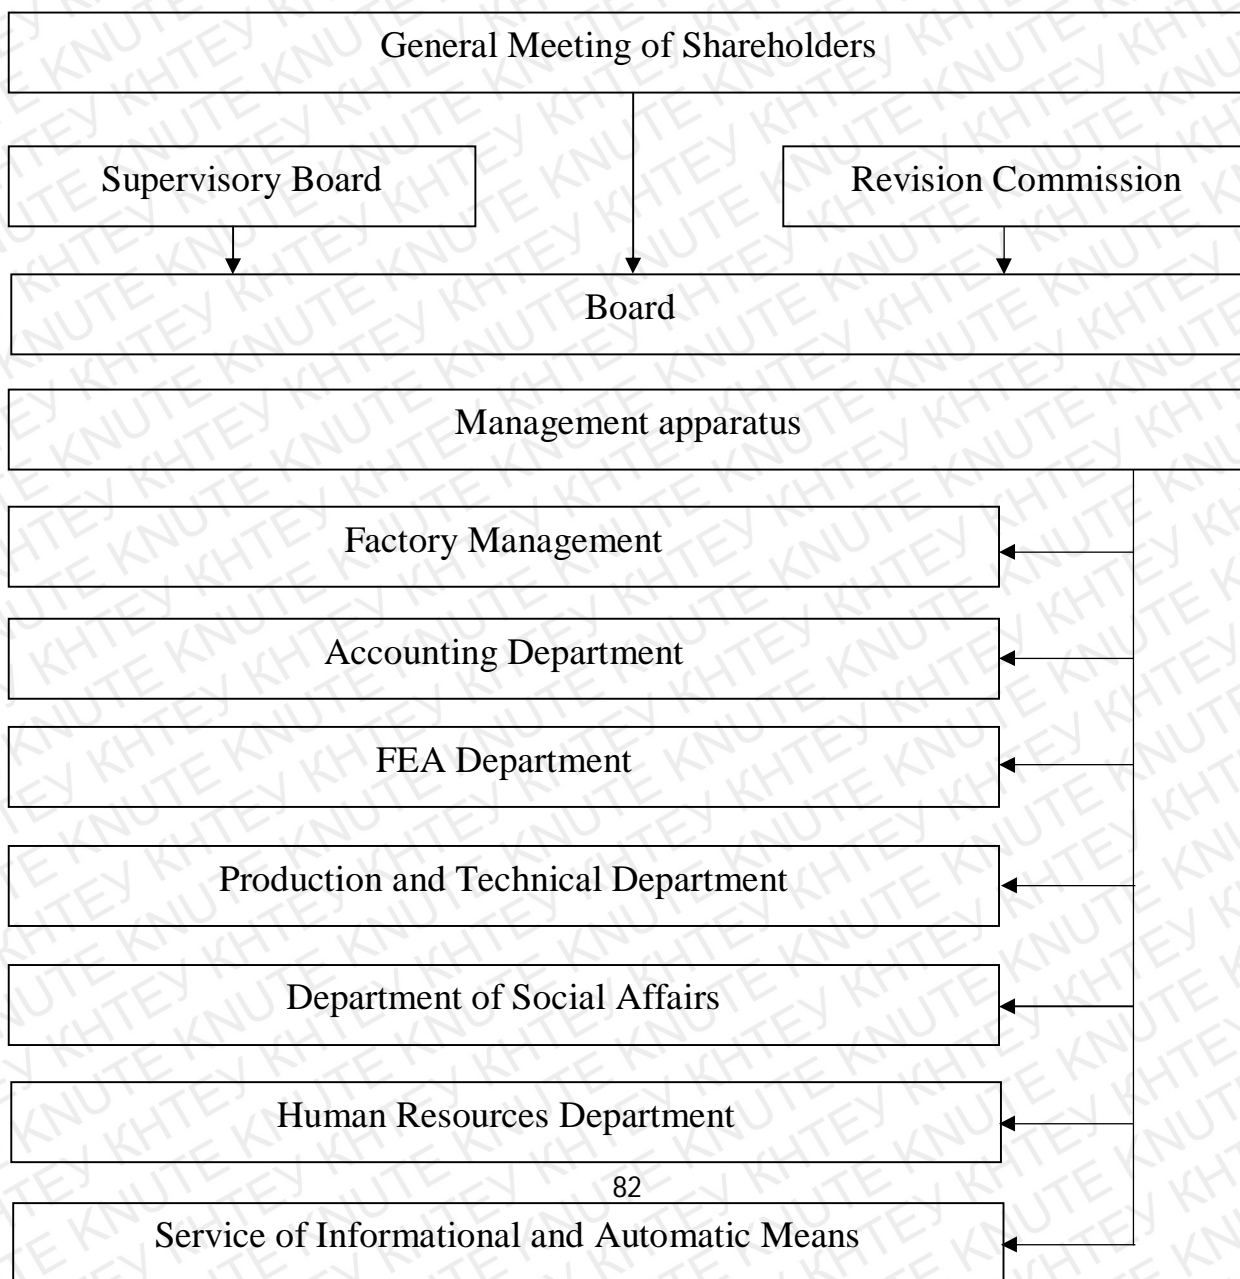 General Meeting of Shareholders
Supervisory Board
Revision Commission
Board
Management apparatus
Factory Management
Accounting Department
FEA Department
Production and Technical Department
Department of Social Affairs
Human Resources Department
82
Service of Informational and Automatic Means